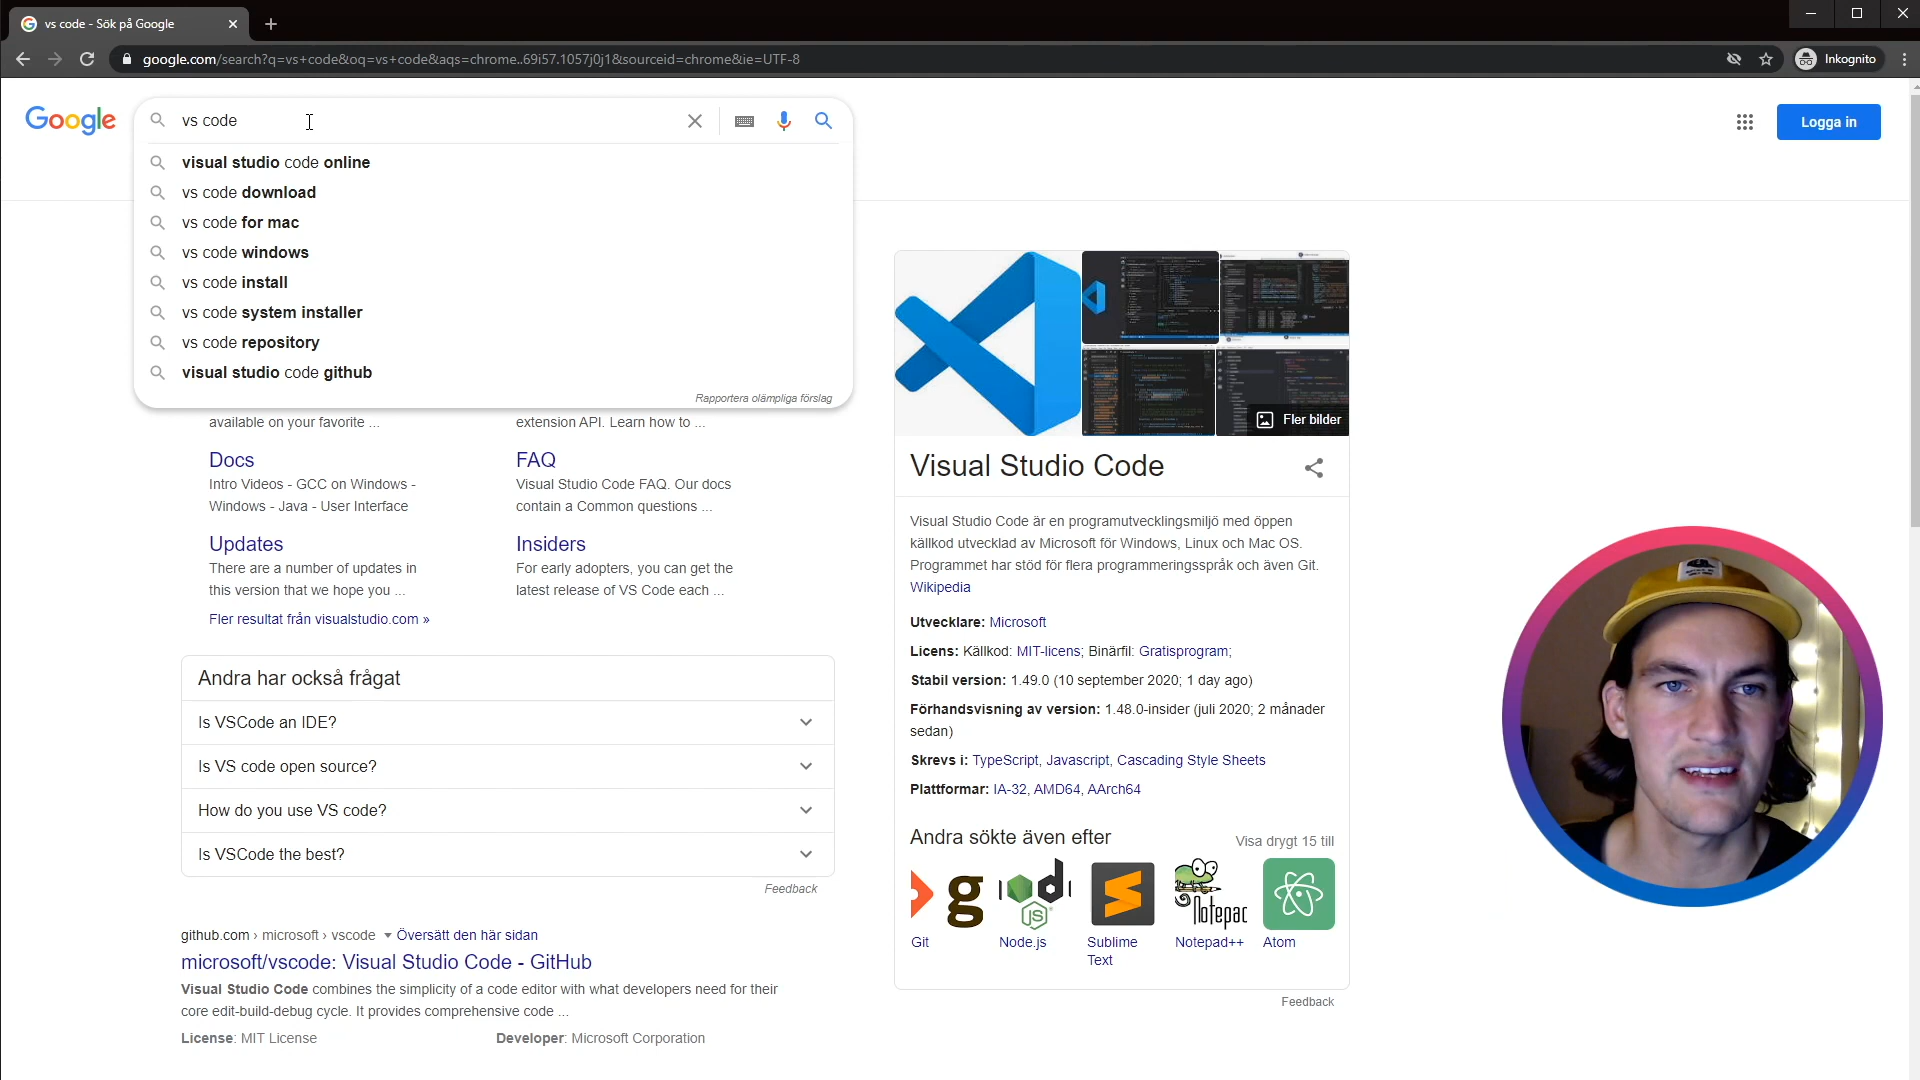 vs code - Sök på Google
google.com/search?q=vs+code&oq=vs+code&aqs=chrome..69i57.1057j0j1&sourceid=chrome&ie=UTF-8
Inkognito
Google
vs code
Logga in
visual studio code online
vs code download
vs code for mac
vs code windows
vs code install
vs code system installer
vs code repository
visual studio code github
Rapportera olämpliga förslag
available on your favorite ...
extension API. Learn how to ...
Docs
Intro Videos - GCC on Windows -
Windows - Java - User Interface
FAQ
Visual Studio Code FAQ. Our docs
contain a Common questions ...
Updates
There are a number of updates in
this version that we hope you ...
Insiders
For early adopters, you can get the
latest release of VS Code each ...
Fler resultat från visualstudio.com »
Andra har också frågat
Is VSCode an IDE?
Is VS code open source?
How do you use VS code?
Is VSCode the best?
Feedback
github.com › microsoft › vscode Översätt den här sidan
microsoft/vscode: Visual Studio Code - GitHub
Visual Studio Code combines the simplicity of a code editor with what developers need for their
core edit-build-debug cycle. It provides comprehensive code ...
License: MIT License
Developer: Microsoft Corporation
Fler bilder
Visual Studio Code
Visual Studio Code är en programutvecklingsmiljö med öppen
källkod utvecklad av Microsoft för Windows, Linux och Mac OS.
Programmet har stöd för flera programmeringsspråk och även Git.
Wikipedia
Utvecklare: Microsoft
Licens: Källkod: MIT-licens; Binärfil: Gratisprogram;
Stabil version: 1.49.0 (10 september 2020; 1 day ago)
Förhandsvisning av version: 1.48.0-insider (juli 2020; 2 månader
sedan)
Skrevs i: TypeScript, Javascript, Cascading Style Sheets
Plattformar: IA-32, AMD64, AArch64
Andra sökte även efter
Visa drygt 15 till
Git
Node.js
Sublime
Text
Notepad++
Atom
Feedback